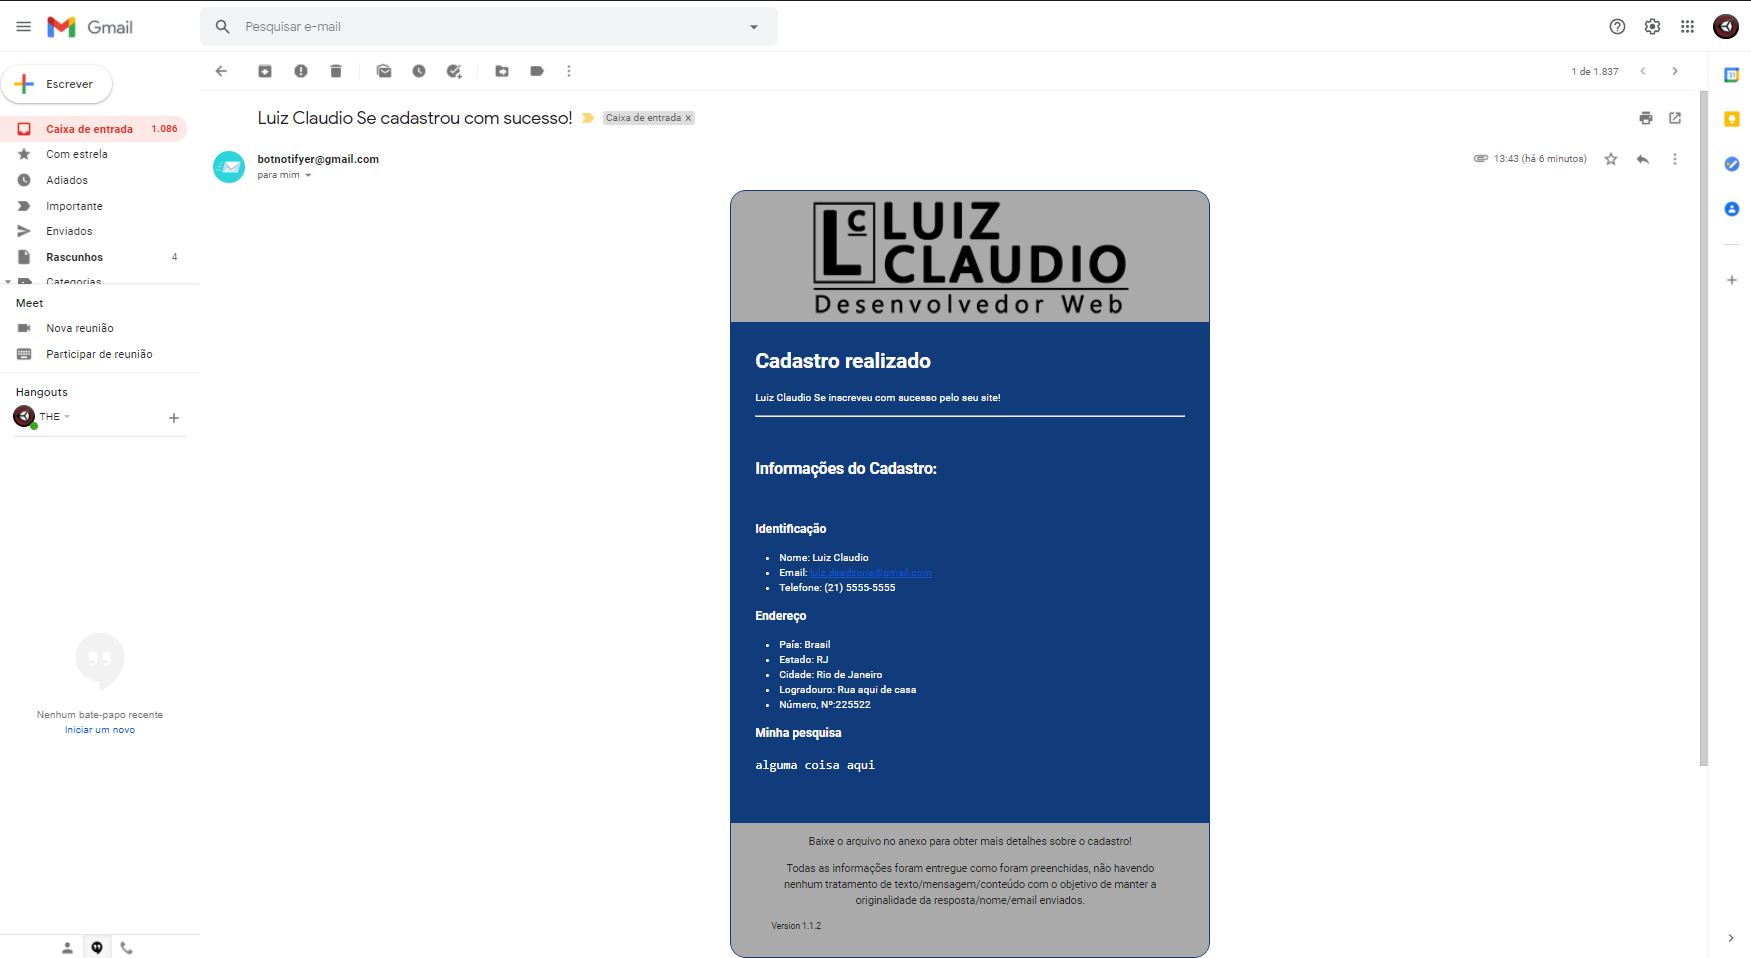 Gmail
Pesquisar e-mail
Escrever
1 de 1.837
Caixa de entrada 1.086
Com estrela
Adiados
Importante
Enviados
Rascunhos 4
Categorias
Meet
Nova reunião
Participar de reunião
Hangouts
THE
Nenhum bate-papo recente
Iniciar um novo
Luiz Claudio Se cadastrou com sucesso! Caixa de entrada x
botnotifyer@gmail.com
13:43 (há 6 minutos)
para mim
Lc LUIZ
CLAUDIO
Desenvolvedor Web
Cadastro realizado
Luiz Claudio Se inscreveu com sucesso pelo seu site!
Informações do Cadastro:
Identificação
• Nome: Luiz Claudio
• Email: luiz.deedzone@gmail.com
• Telefone: (21) 5555-5555
Endereço
• País: Brasil
• Estado: RJ
• Cidade: Rio de Janeiro
• Logradouro: Rua aqui de casa
• Número, Nº:225522
Minha pesquisa
alguma coisa aqui
Baixe o arquivo no anexo para obter mais detalhes sobre o cadastro!
Todas as informações foram entregue como foram preenchidas, não havendo
nenhum tratamento de texto/mensagem/conteúdo com o objetivo de manter a
originalidade da resposta/nome/email enviados.
Version 1.1.2